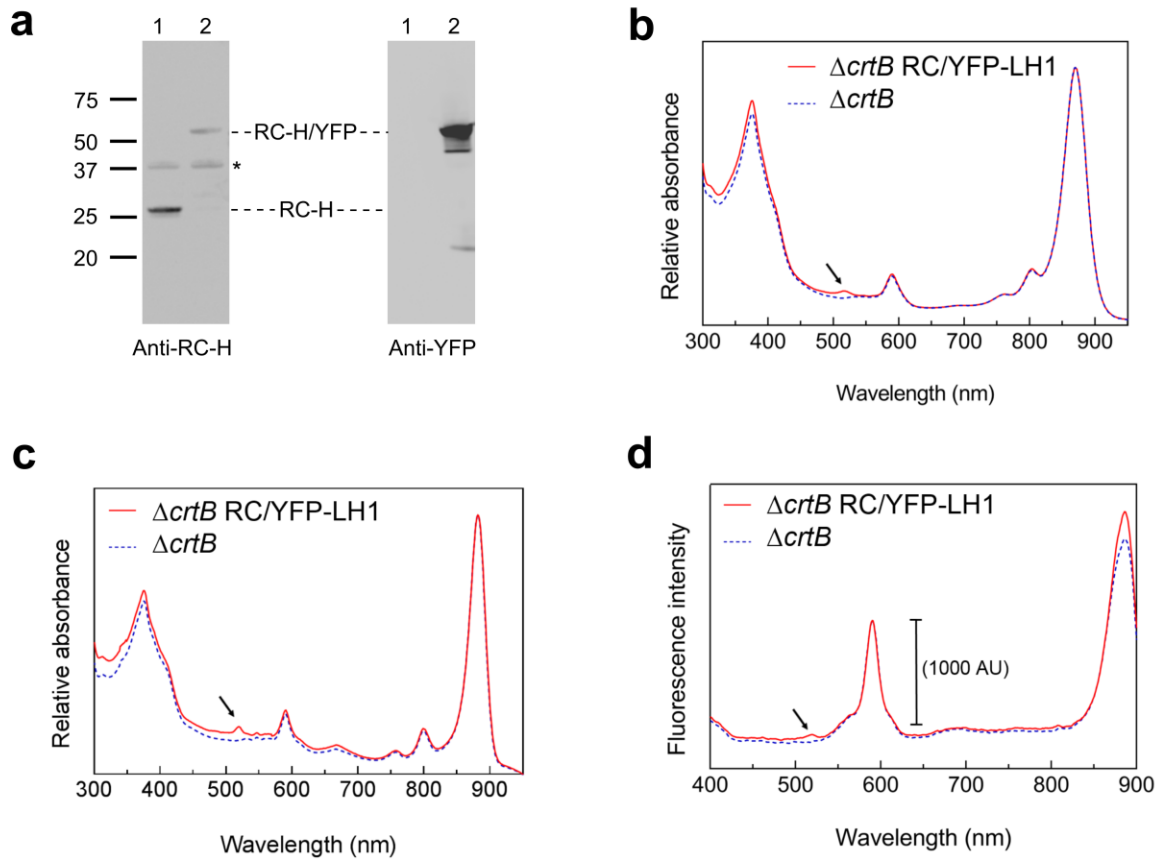 a
1 2
1 2
75
50
37
25
20
RC-H/YFP
*
RC-H
Anti-RC-H
Anti-YFP
b
ΔcrtB RC/YFP-LH1
ΔcrtB
Relative absorbance
300 400 500 600 700 800 900
Wavelength (nm)
c
ΔcrtB RC/YFP-LH1
ΔcrtB
Relative absorbance
300 400 500 600 700 800 900
Wavelength (nm)
d
ΔcrtB RC/YFP-LH1
ΔcrtB
Fluorescence intensity
(1000 AU)
400 500 600 700 800 900
Wavelength (nm)